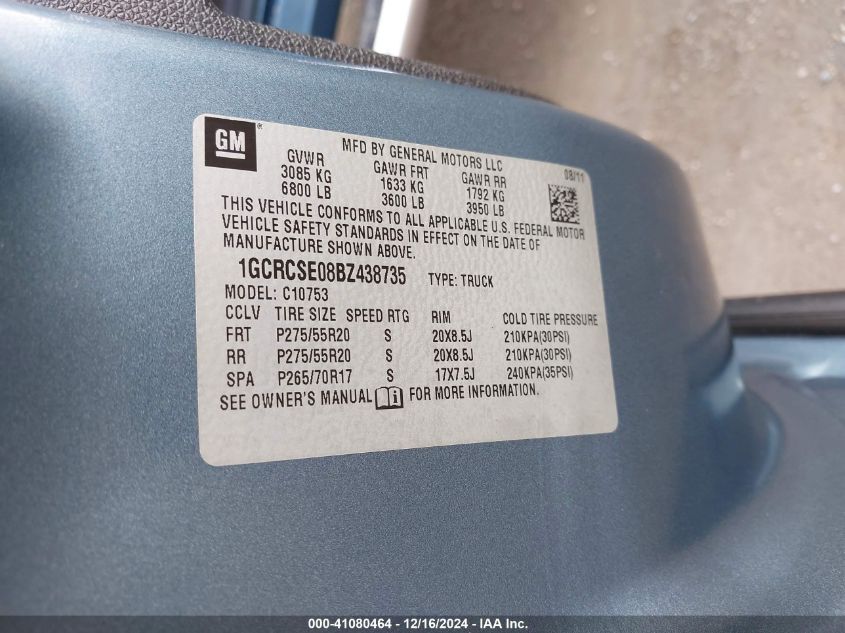 GM ®
MFD BY GENERAL MOTORS LLC 08/11
GVWR GAWR FRT GAWR RR
3085 KG 1633 KG 1792 KG
6800 LB 3600 LB 3950 LB
THIS VEHICLE CONFORMS TO ALL APPLICABLE U.S. FEDERAL MOTOR
VEHICLE SAFETY STANDARDS IN EFFECT ON THE DATE OF
MANUFACTURE SHOWN ABOVE.
1GCRCSE08BZ438735 TYPE: TRUCK
MODEL: C10753
CCLV TIRE SIZE SPEED RTG RIM COLD TIRE PRESSURE
FRT P275/55R20 S 20X8.5J 210KPA(30PSI)
RR P275/55R20 S 20X8.5J 210KPA(30PSI)
SPA P265/70R17 S 17X7.5J 240KPA(35PSI)
SEE OWNER'S MANUAL i FOR MORE INFORMATION.
000-41080464 - 12/16/2024 - IAA Inc.